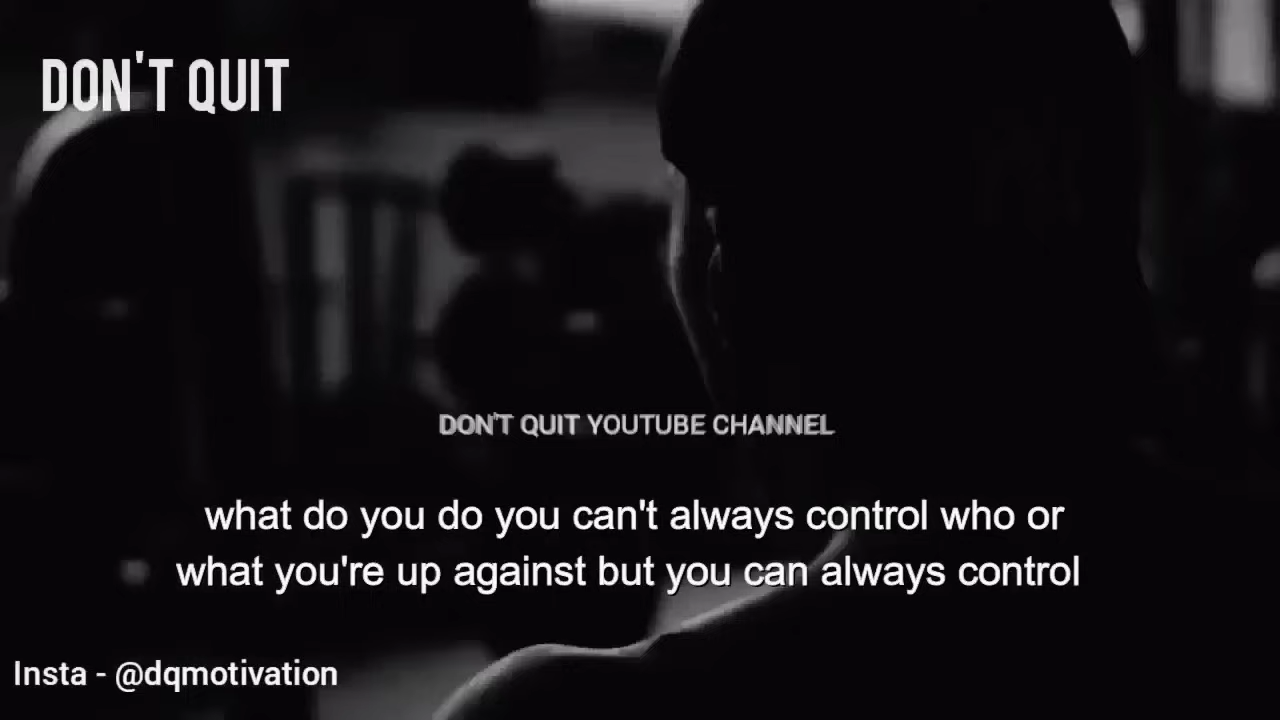 DON'T QUIT
DON'T QUIT YOUTUBE CHANNEL
what do you do you can't always control who or
what you're up against but you can always control
Insta - @dqmotivation